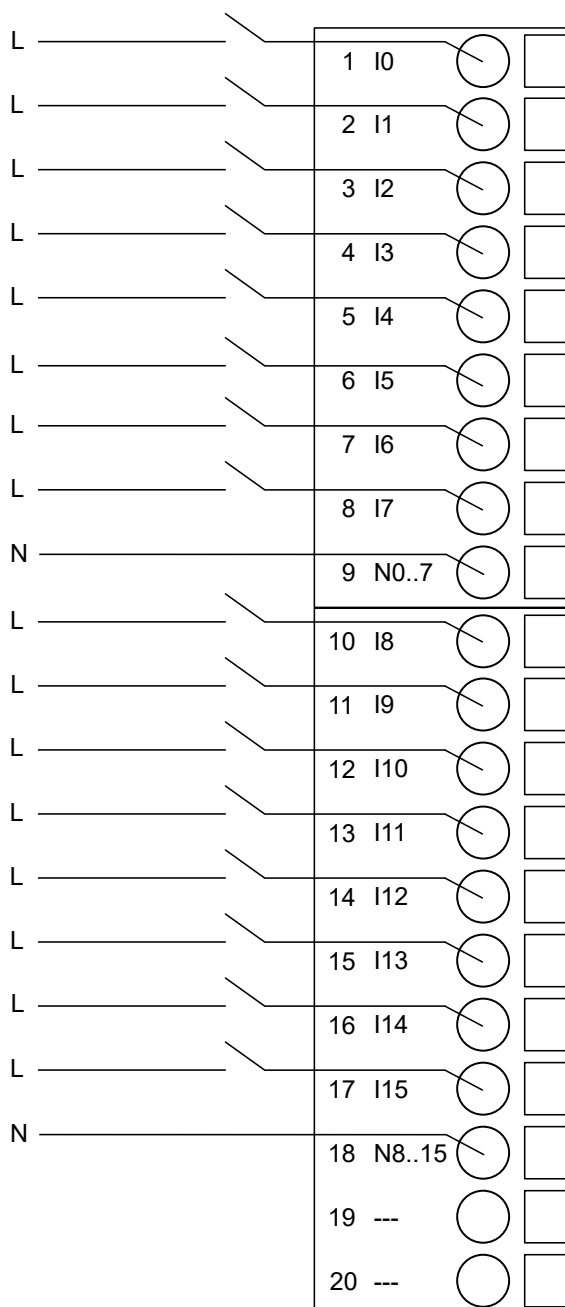 L 1 I0
L 2 I1
L 3 I2
L 4 I3
L 5 I4
L 6 I5
L 7 I6
L 8 I7
N 9 N0..7
L 10 I8
L 11 I9
L 12 I10
L 13 I11
L 14 I12
L 15 I13
L 16 I14
L 17 I15
N 18 N8..15
19 ---
20 ---